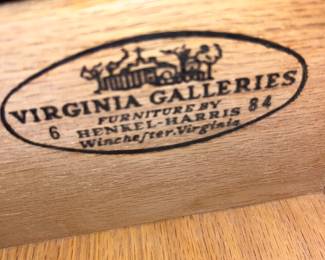 VIRGINIA GALLERIES
FURNITURE BY
6 HENKEL-HARRIS 84
Winchester, Virginia